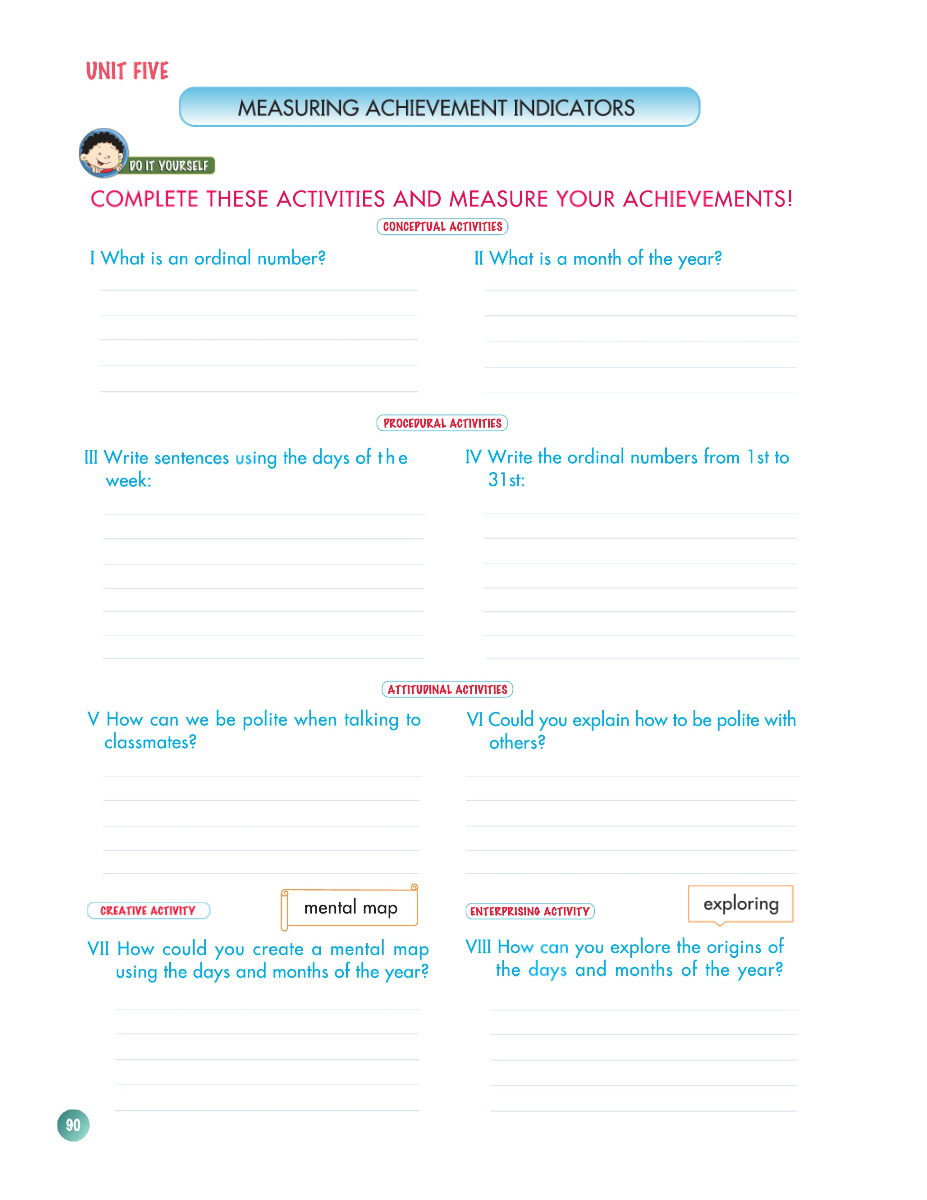 UNIT FIVE
MEASURING ACHIEVEMENT INDICATORS
DO IT YOURSELF
COMPLETE THESE ACTIVITIES AND MEASURE YOUR ACHIEVEMENTS!
CONCEPTUAL ACTIVITIES
I What is an ordinal number?
II What is a month of the year?
PROCEDURAL ACTIVITIES
III Write sentences using the days of the
week:
IV Write the ordinal numbers from 1st to
31st:
ATTITUDINAL ACTIVITIES
V How can we be polite when talking to
classmates?
VI Could you explain how to be polite with
others?
CREATIVE ACTIVITY
mental map
VII How could you create a mental map
using the days and months of the year?
ENTERPRISING ACTIVITY
exploring
VIII How can you explore the origins of
the days and months of the year?
90